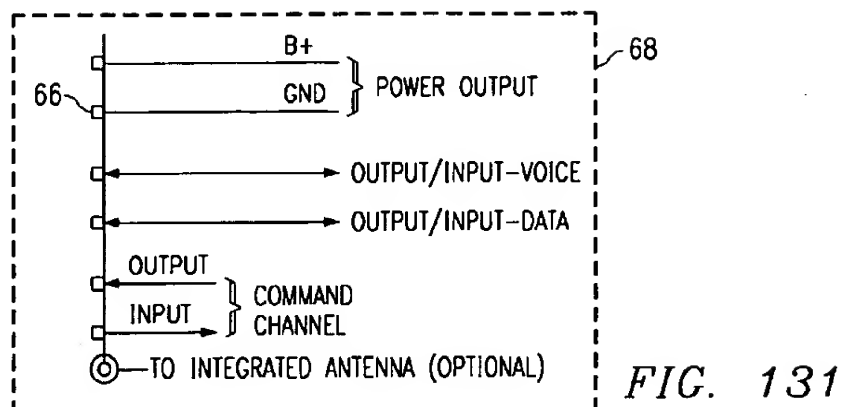 B+
68
66
GND
POWER OUTPUT
OUTPUT/INPUT-VOICE
OUTPUT/INPUT-DATA
OUTPUT
COMMAND
CHANNEL
INPUT
TO INTEGRATED ANTENNA (OPTIONAL)
FIG. 131